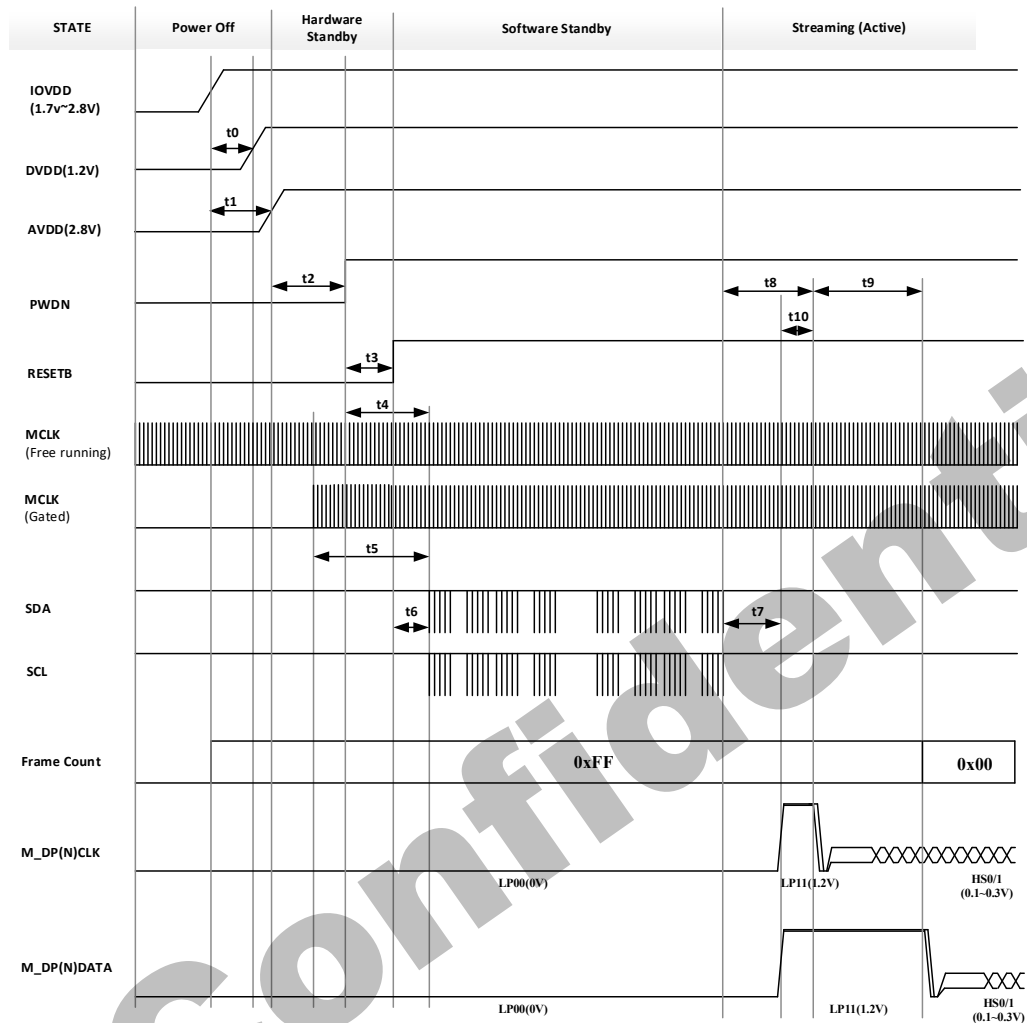 STATE
Power Off
Hardware
Standby
Software Standby
Streaming (Active)
IOVDD
(1.7v~2.8V)
t0
DVDD(1.2V)
t1
AVDD(2.8V)
t2
t8
t9
PWDN
t10
t3
RESETB
t4
MCLK
(Free running)
MCLK
(Gated)
t5
SDA
t6
t7
SCL
Frame Count
0xFF
0x00
M_DP(N)CLK
LP00(0V)
LP11(1.2V)
HS0/1
(0.1~0.3V)
M_DP(N)DATA
LP00(0V)
LP11(1.2V)
HS0/1
(0.1~0.3V)
Confidenti